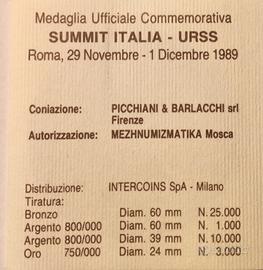 Medaglia Ufficiale Commemorativa
SUMMIT ITALIA - URSS
Roma, 29 Novembre - 1 Dicembre 1989
Coniazione: PICCHIANI & BARLACCHI srl
Firenze
Autorizzazione: MEZHNUMIZMATIKA Mosca
Distribuzione: INTERCOINS SpA - Milano
Tiratura:
Bronzo Diam. 60 mm N. 25.000
Argento 800/000 Diam. 60 mm N. 1.000
Argento 800/000 Diam. 39 mm N. 10.000
Oro 750/000 Diam. 24 mm N. 3.000